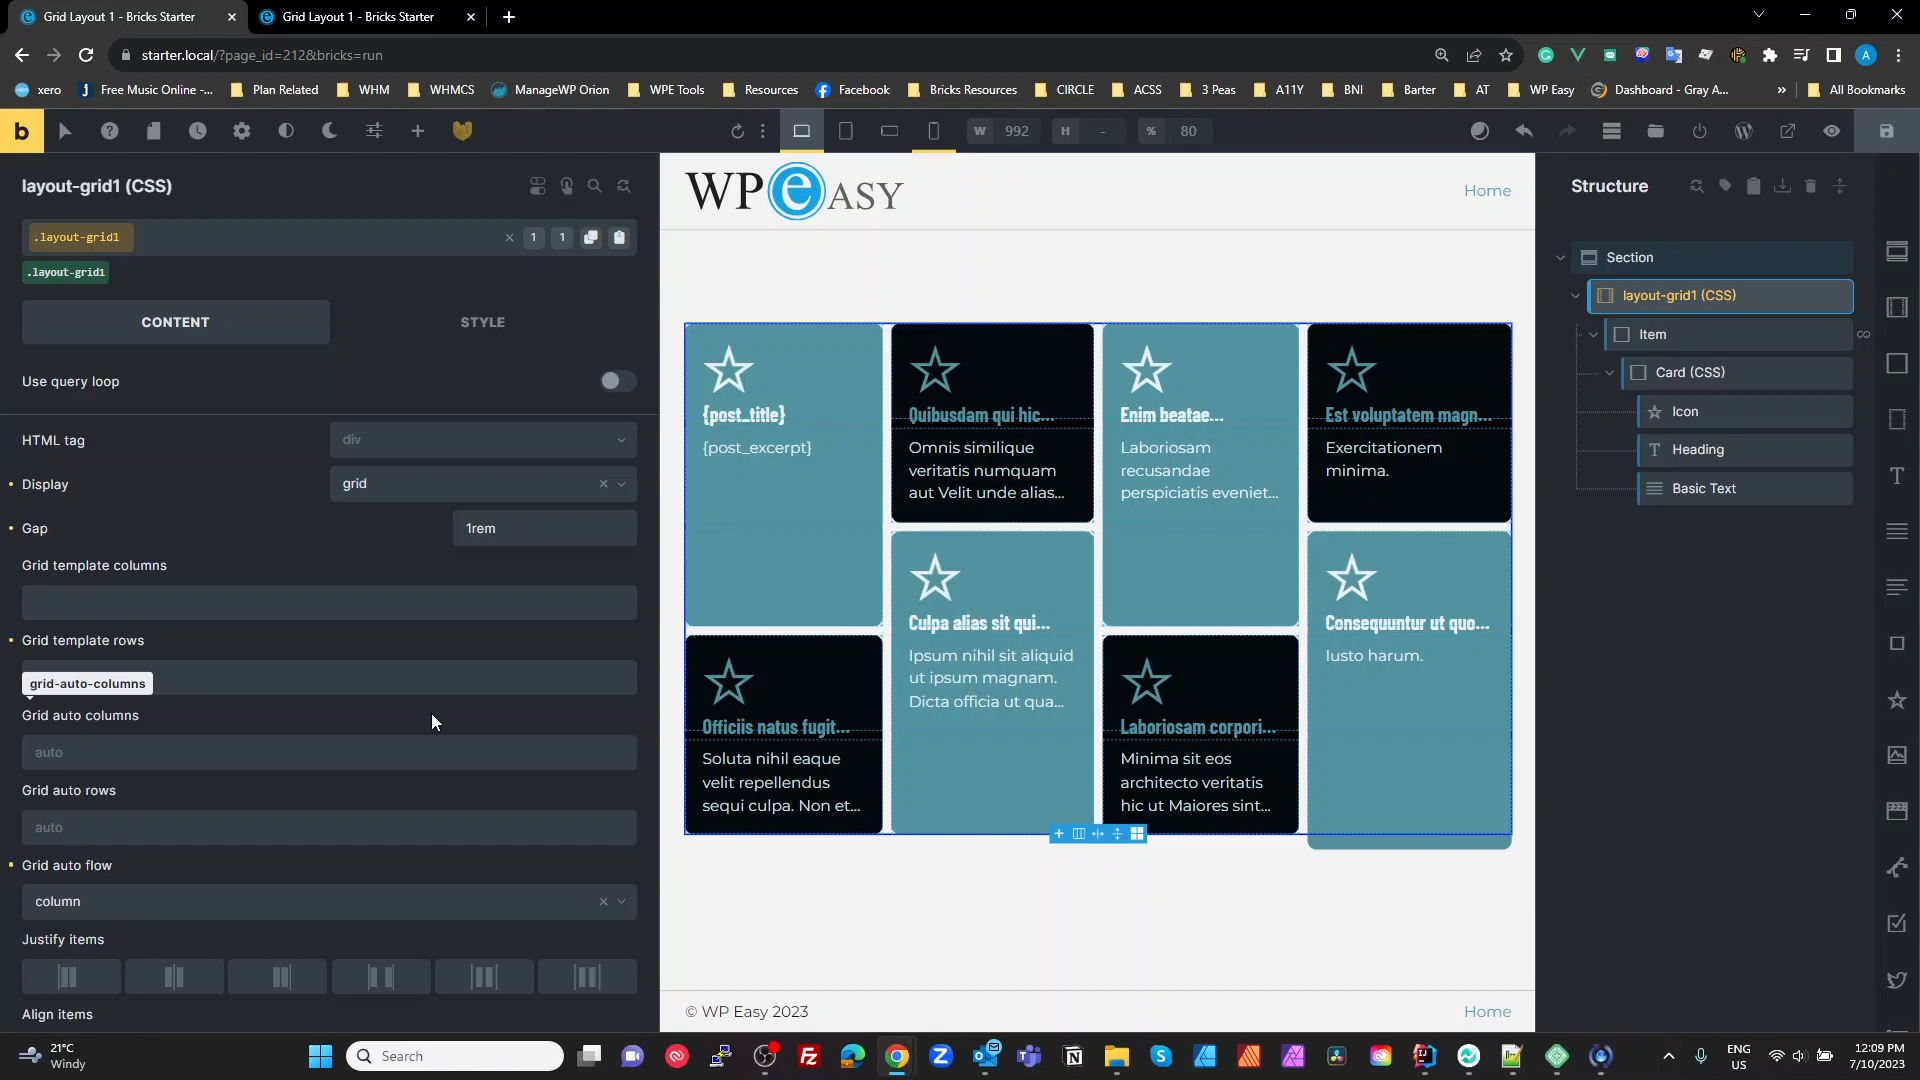 Grid Layout 1 - Bricks Starter
Grid Layout 1 - Bricks Starter
starter.local/?page_id=212&bricks=run
xero
Free Music Online -...
Plan Related
WHM
WHMCS
ManageWP Orion
WPE Tools
Resources
Facebook
Bricks Resources
CIRCLE
ACSS
3 Peas
A11Y
BNI
Barter
AT
WP Easy
Dashboard - Gray A...
All Bookmarks
b
W 992
H -
% 80
layout-grid1 (CSS)
.layout-grid1
1 1
.layout-grid1
CONTENT
STYLE
Use query loop
HTML tag
div
Display
grid
Gap
1rem
Grid template columns
Grid template rows
grid-auto-columns
Grid auto columns
auto
Grid auto rows
auto
Grid auto flow
column
Justify items
Align items
WPeASY
Home
{post_title}
{post_excerpt}
Quibusdam qui hic...
Omnis similique
veritatis numquam
aut Velit unde alias...
Enim beatae...
Laboriosam
recusandae
perspiciatis eveniet...
Est voluptatem magn...
Exercitationem
minima.
Officiis natus fugit...
Soluta nihil eaque
velit repellendus
sequi culpa. Non et...
Culpa alias sit qui...
Ipsum nihil sit aliquid
ut ipsum magnam.
Dicta officia ut qua...
Laboriosam corpori...
Minima sit eos
architecto veritatis
hic ut Maiores sint...
Consequuntur ut quo...
Iusto harum.
© WP Easy 2023
Home
Structure
Section
layout-grid1 (CSS)
Item
Card (CSS)
Icon
Heading
Basic Text
21°C
Windy
Search
ENG
US
12:09 PM
7/10/2023